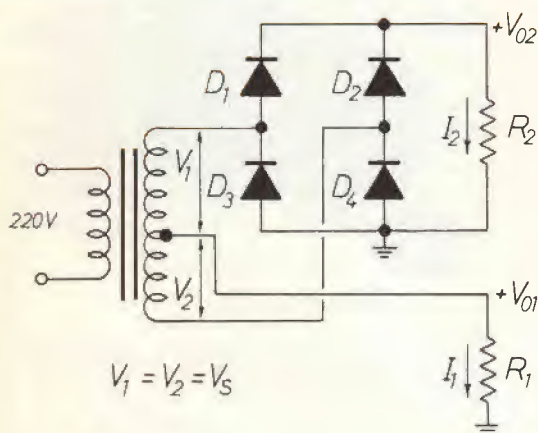 +V02
D1
D2
I2
R2
V1
D3
D4
220V
V2
+V01
V1 = V2 = VS
I1
R1